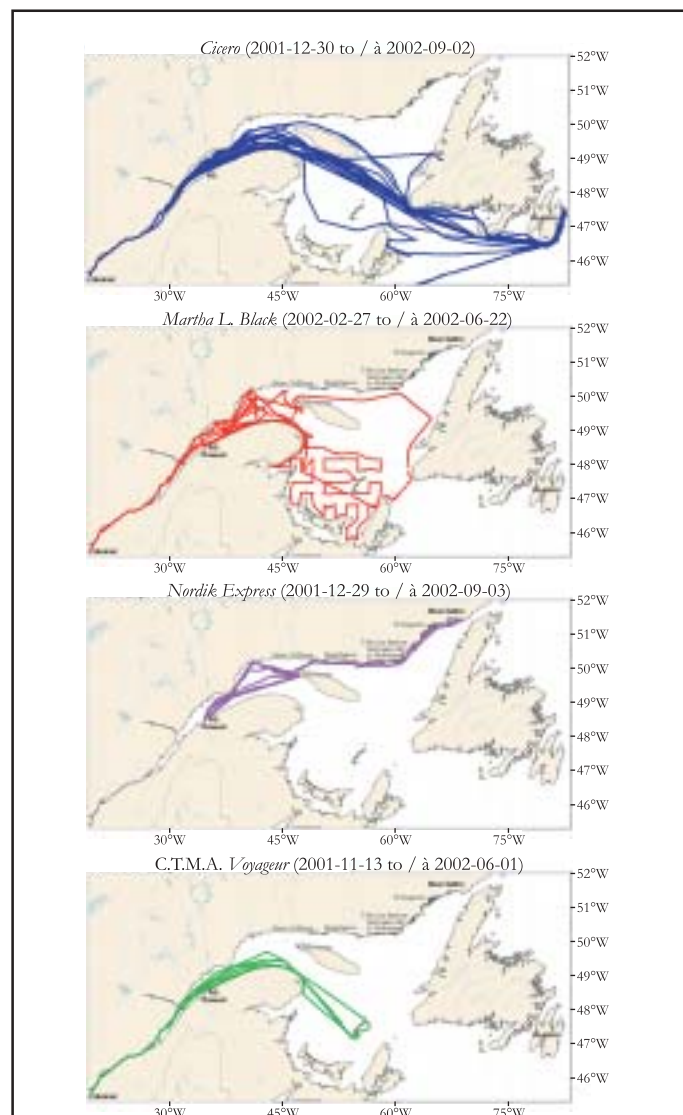 Cicero (2001-12-30 to / à 2002-09-02)
52°W
51°W
50°W
49°W
48°W
47°W
46°W
30°W 45°W 60°W 75°W
Martha L. Black (2002-02-27 to / à 2002-06-22)
52°W
51°W
50°W
49°W
48°W
47°W
46°W
30°W 45°W 60°W 75°W
Nordik Express (2001-12-29 to / à 2002-09-03)
52°W
51°W
50°W
49°W
48°W
47°W
46°W
30°W 45°W 60°W 75°W
C.T.M.A. Voyageur (2001-11-13 to / à 2002-06-01)
52°W
51°W
50°W
49°W
48°W
47°W
46°W
30°W 45°W 60°W 75°W